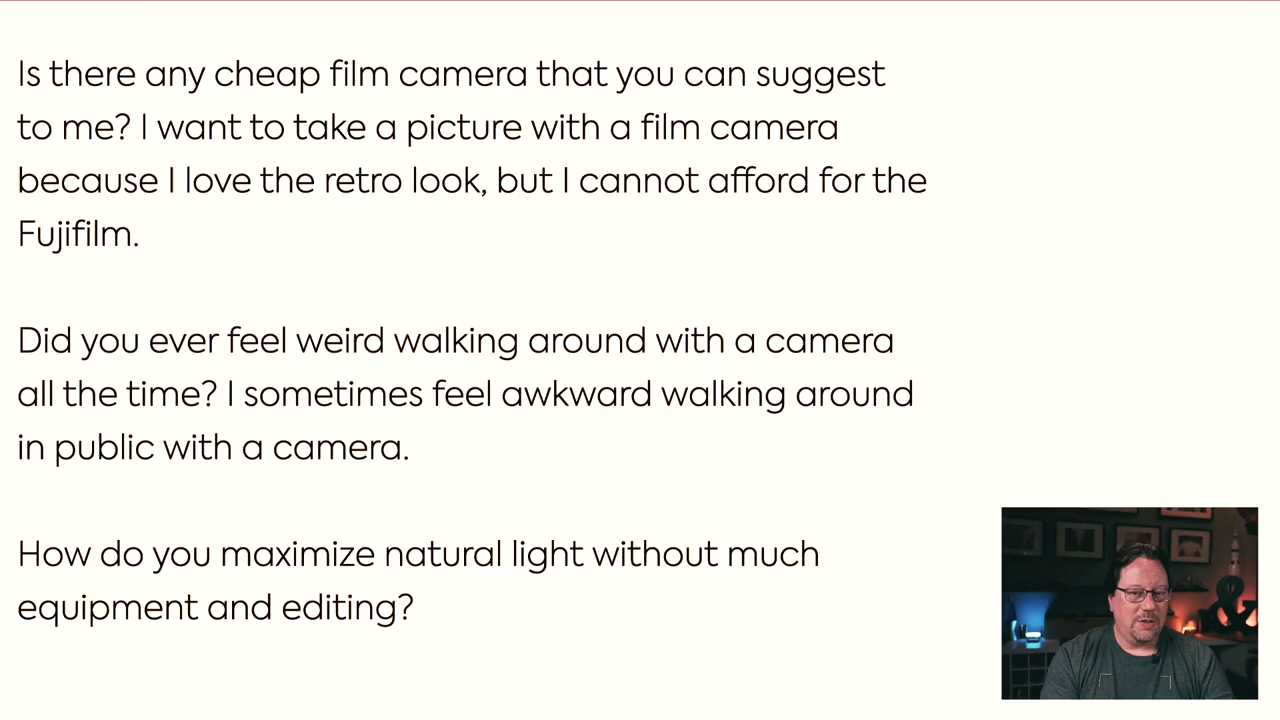 Is there any cheap film camera that you can suggest
to me? I want to take a picture with a film camera
because I love the retro look, but I cannot afford for the
Fujifilm.
Did you ever feel weird walking around with a camera
all the time? I sometimes feel awkward walking around
in public with a camera.
How do you maximize natural light without much
equipment and editing?